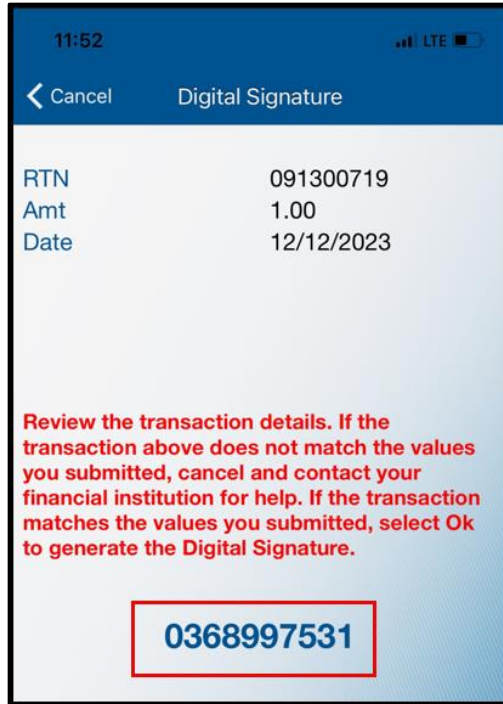 11:52 LTE
Cancel Digital Signature
RTN 091300719
Amt 1.00
Date 12/12/2023
Review the transaction details. If the
transaction above does not match the values
you submitted, cancel and contact your
financial institution for help. If the transaction
matches the values you submitted, select Ok
to generate the Digital Signature.
0368997531